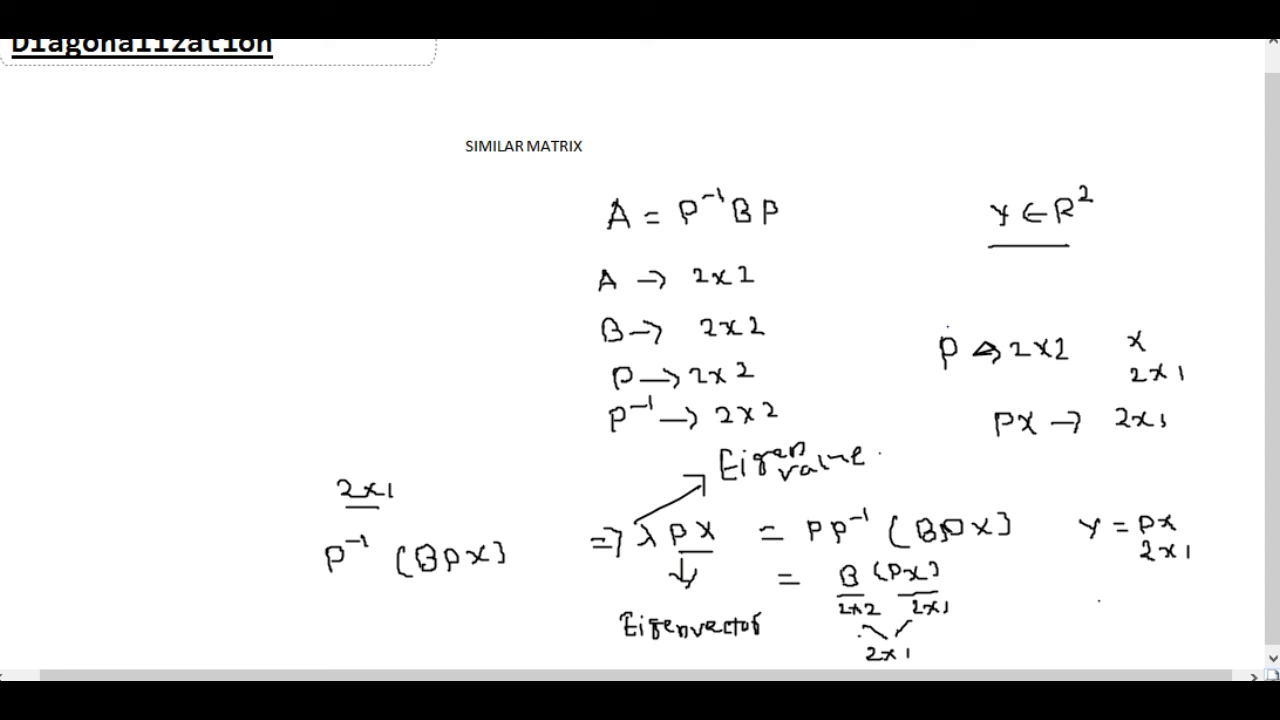 Diagonalization
SIMILAR MATRIX
A = P⁻¹BP
Y ∈ R²
A → 2x2
B → 2x2
P → 2x2
P⁻¹ → 2x2
P → 2x2
x
2x1
PX → 2x1
Eigen value
2x1
P⁻¹ (BPX)
⇒ λ PX = PP⁻¹ (BPX)
Y = PX
2x1
= B (PX)
2x2 2x1
2x1
Eigenvector